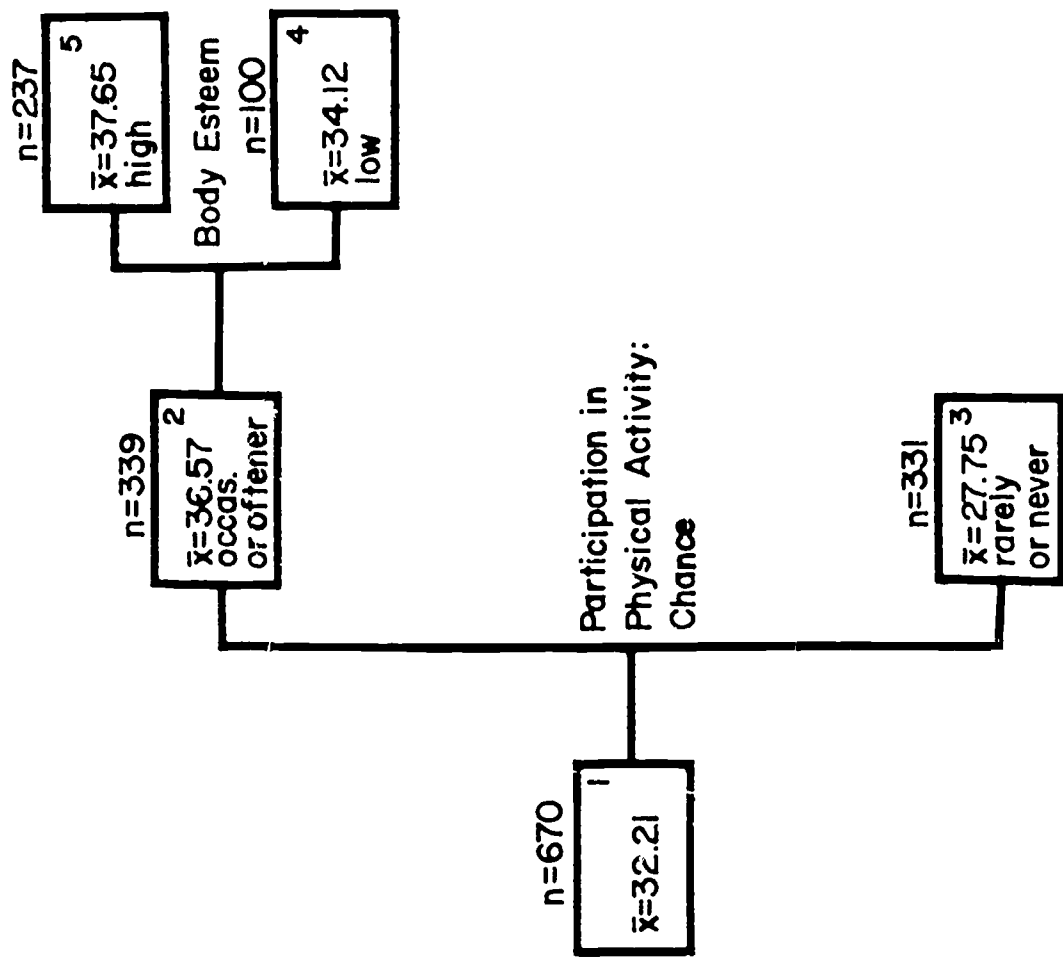 n=670
1
x̄=32.21
Participation in
Physical Activity:
Chance
n=339
2
x̄=36.57
occas.
or oftener
n=331
x̄=27.75 3
rarely
or never
Body Esteem
n=237
5
x̄=37.65
high
n=100
4
x̄=34.12
low